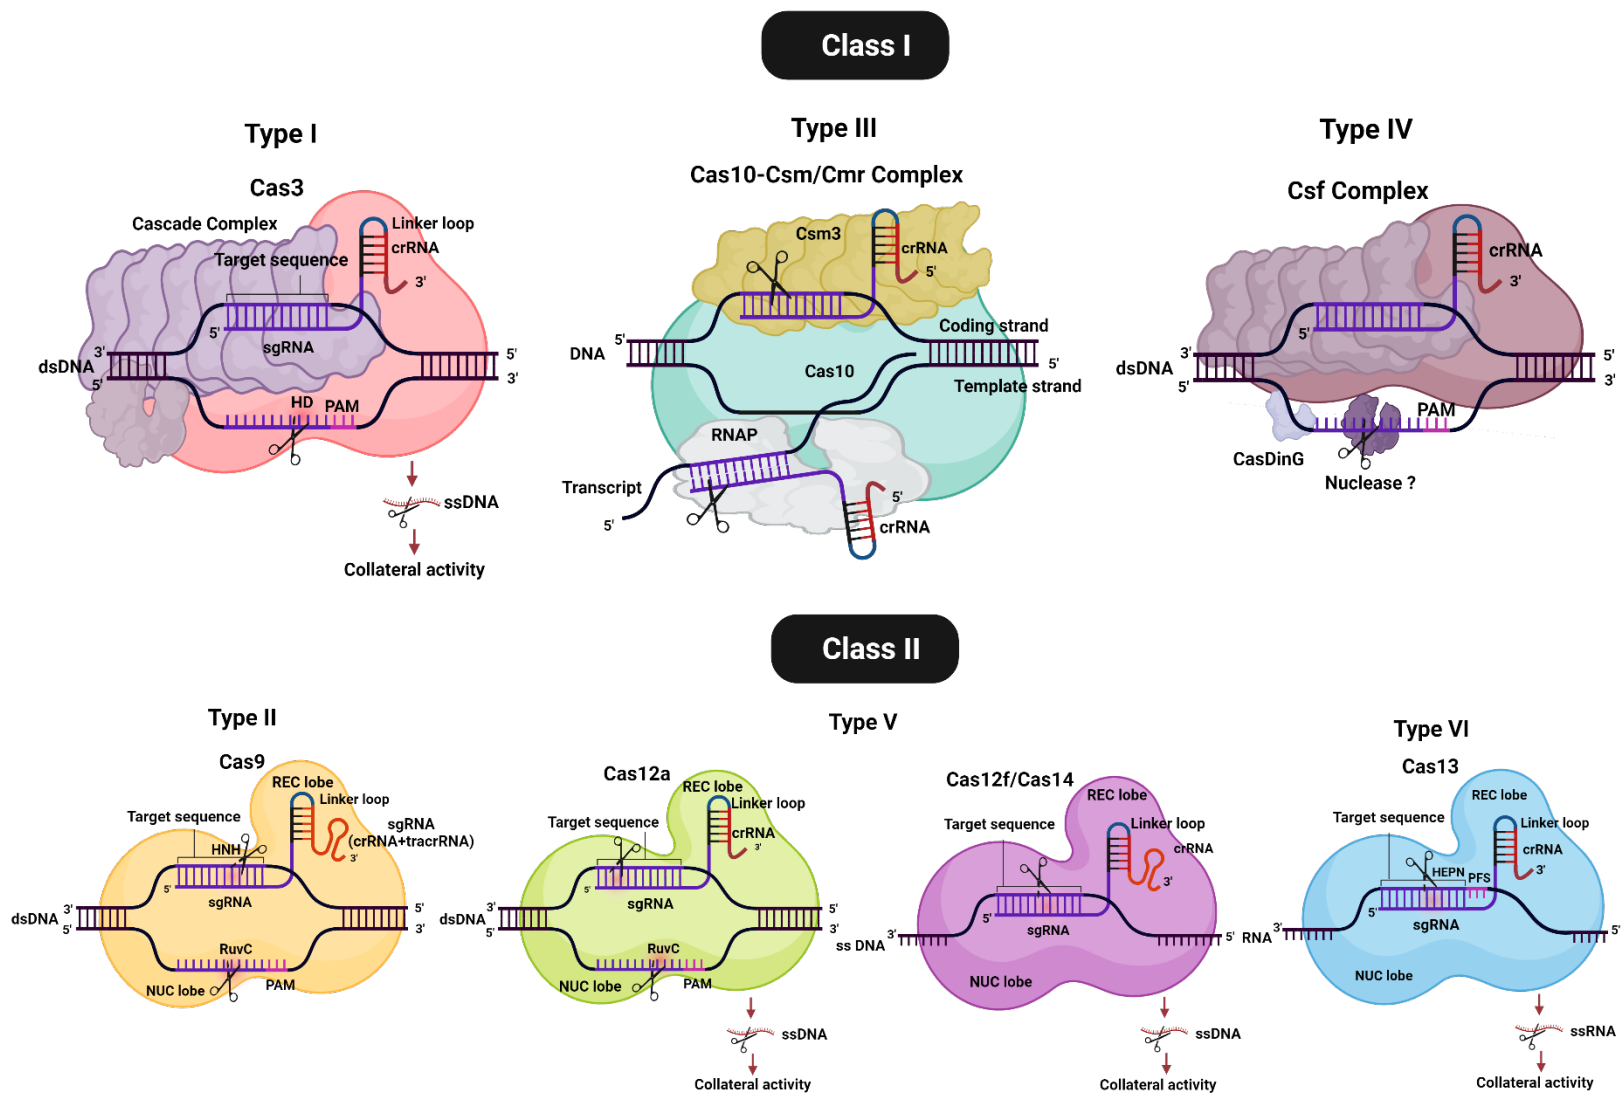 Class I
Type I
Cas3
Cascade Complex
Linker loop
crRNA
Target sequence
3'
5'
sgRNA
3'
dsDNA
5'
5'
3'
HD
PAM
ssDNA
Collateral activity
Type III
Cas10-Csm/Cmr Complex
Csm3
crRNA
5'
5'
Coding strand
DNA
5'
Cas10
Template strand
RNAP
Transcript
5'
5'
crRNA
Type IV
Csf Complex
crRNA
3'
5'
3'
dsDNA
5'
5'
3'
PAM
CasDinG
Nuclease ?
Class II
Type II
Cas9
REC lobe
Linker loop
Target sequence
sgRNA
(crRNA+tracrRNA)
HNH
3'
5'
sgRNA
3'
dsDNA
5'
5'
3'
RuvC
NUC lobe
PAM
Type V
Cas12a
REC lobe
Linker loop
Target sequence
crRNA
3'
5'
sgRNA
3'
dsDNA
5'
5'
3'
RuvC
NUC lobe
PAM
ssDNA
Collateral activity
Cas12f/Cas14
REC lobe
Linker loop
Target sequence
crRNA
3'
5'
sgRNA
3'
ss DNA
5'
NUC lobe
ssDNA
Collateral activity
Type VI
Cas13
REC lobe
Linker loop
Target sequence
crRNA
HEPN
PFS
3'
5'
sgRNA
3'
RNA
5'
NUC lobe
ssRNA
Collateral activity